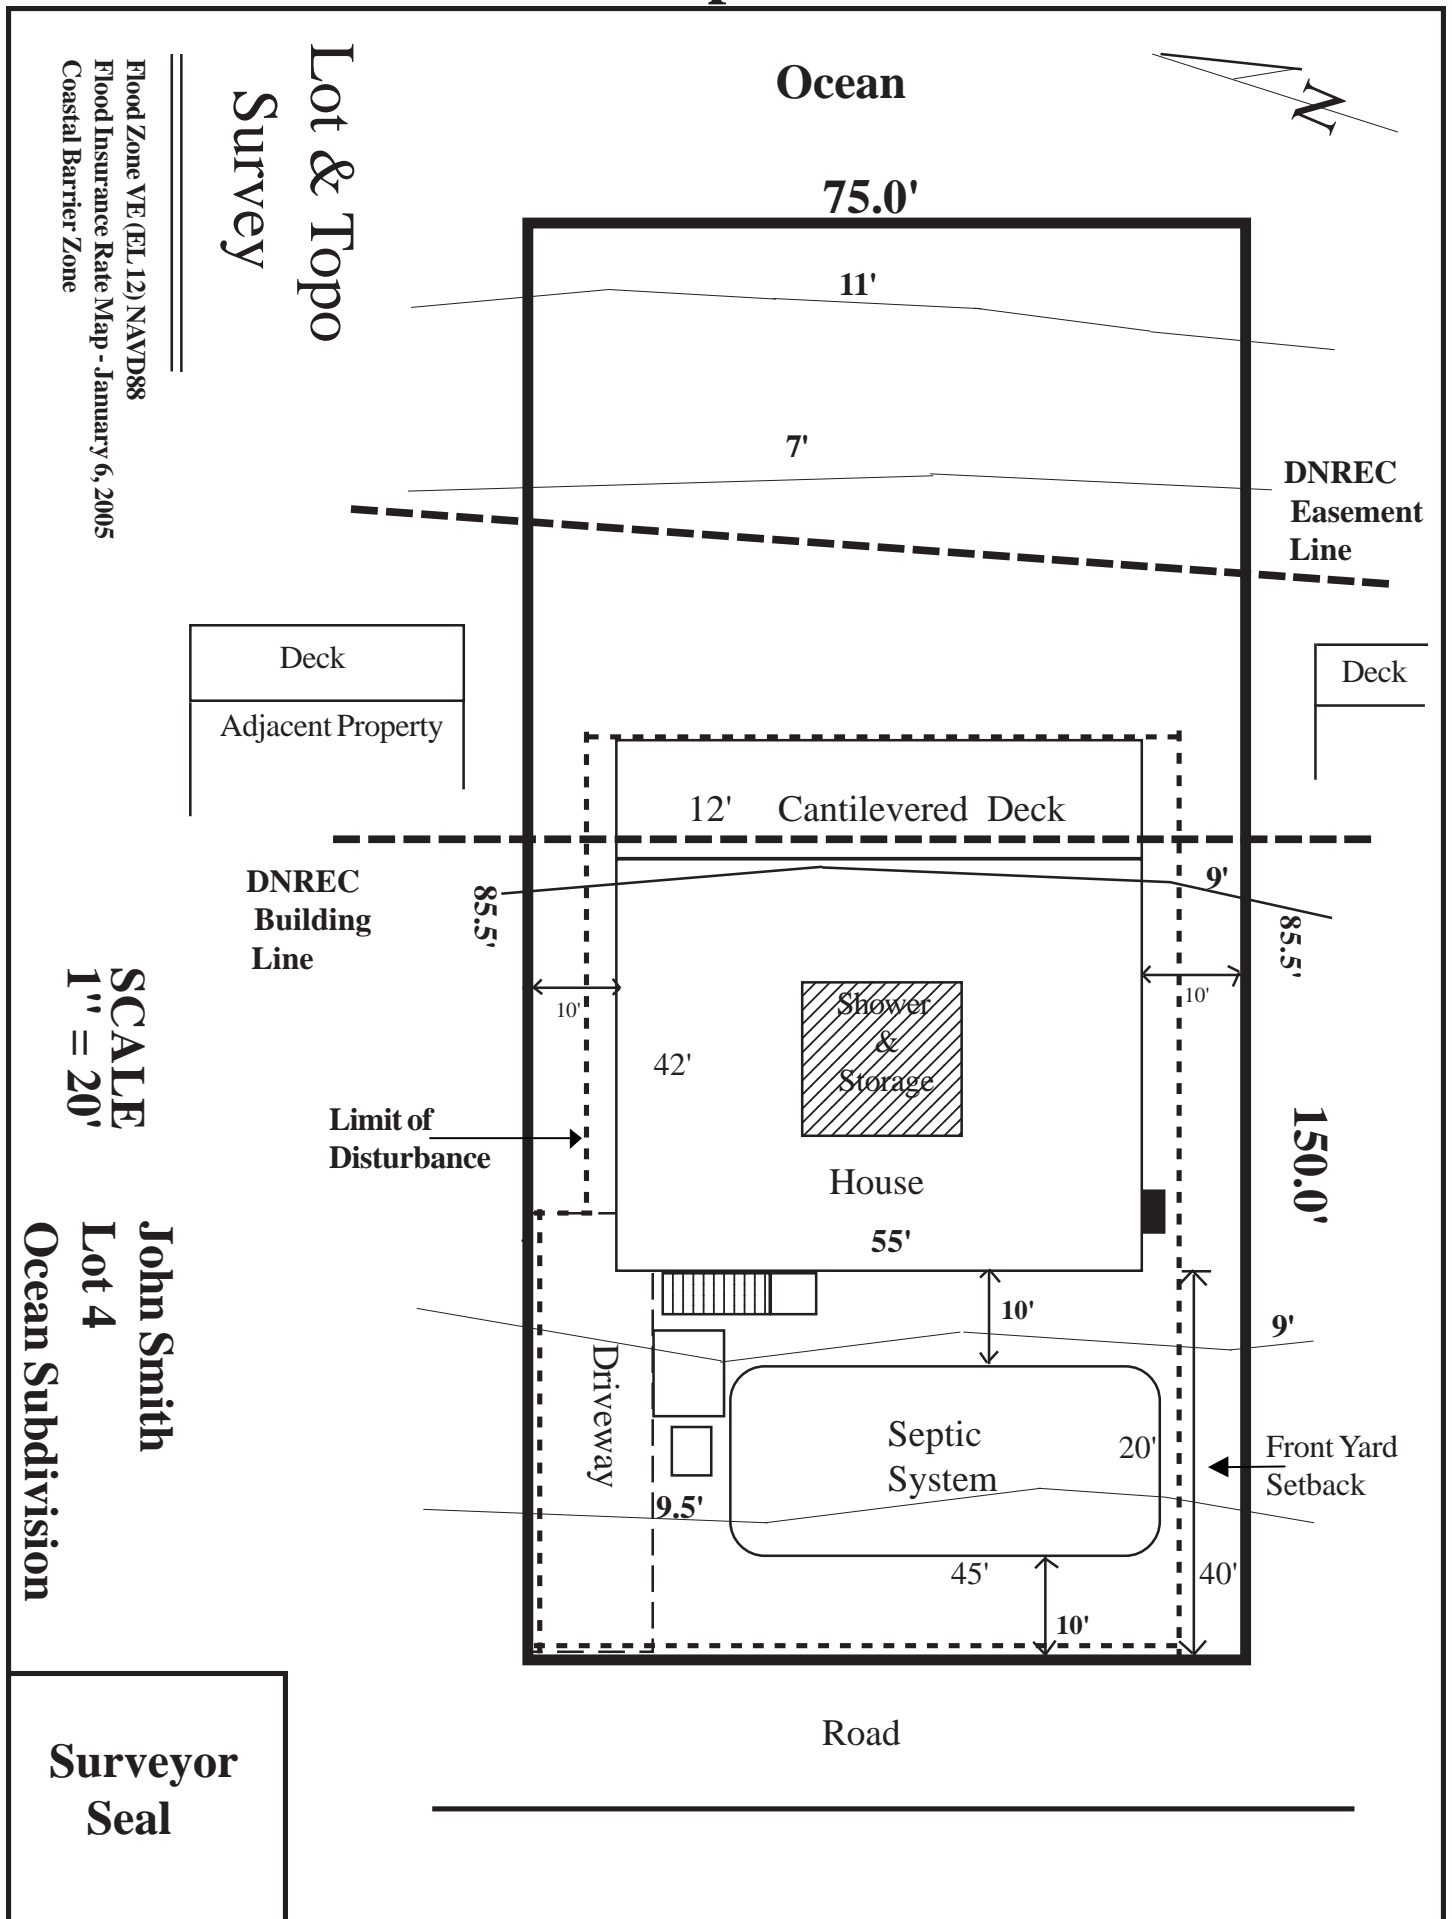 Ocean
N
75.0'
Lot & Topo
Survey
Flood Zone VE (EL 12) NAVD88
Flood Insurance Rate Map - January 6, 2005
Coastal Barrier Zone
11'
7'
DNREC
Easement
Line
Deck
Adjacent Property
Deck
12' Cantilevered Deck
DNREC
Building
Line
85.5'
9'
85.5'
10'
10'
Shower
&
Storage
42'
SCALE
1" = 20'
Limit of
Disturbance
150.0'
House
55'
John Smith
Lot 4
Ocean Subdivision
10'
9'
Driveway
Septic
System
20'
Front Yard
Setback
9.5'
45'
40'
10'
Road
Surveyor
Seal